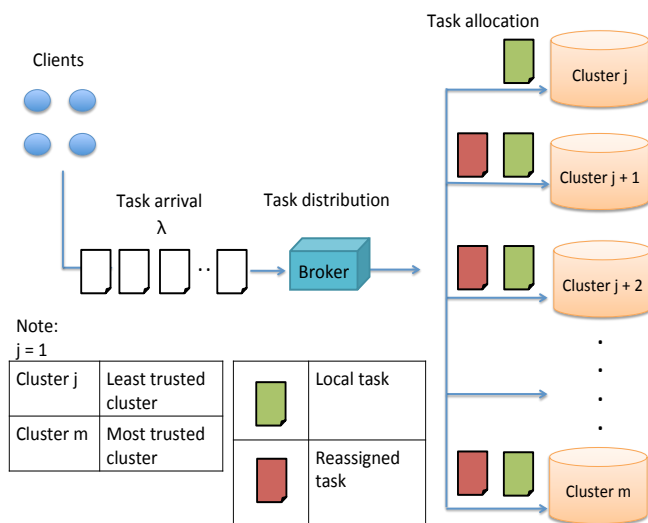 Task allocation
Clients
Cluster j
Cluster j + 1
Task arrival
λ
Task distribution
. .
Broker
Cluster j + 2
Note:
j = 1
Cluster j
Least trusted
cluster
Cluster m
Most trusted
cluster
Local task
Reassigned
task
.
.
.
.
Cluster m